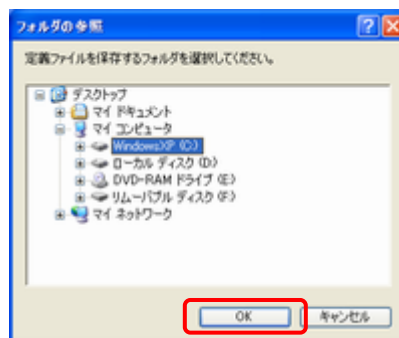 フォルダの参照
定義ファイルを保存するフォルダを選択してください。
デスクトップ
マイ ドキュメント
マイ コンピュータ
WindowsXP (C:)
ローカル ディスク (D:)
DVD-RAM ドライブ (E:)
リムーバブル ディスク (F:)
マイ ネットワーク
OK キャンセル